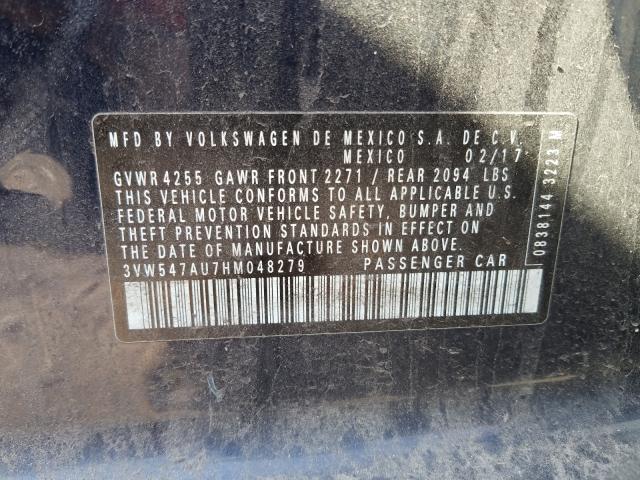 MFD BY VOLKSWAGEN DE MEXICO S.A. DE C.V.
MEXICO 02/17
GVWR 4255 GAWR FRONT 2271 / REAR 2094 LBS
THIS VEHICLE CONFORMS TO ALL APPLICABLE U.S.
FEDERAL MOTOR VEHICLE SAFETY, BUMPER AND
THEFT PREVENTION STANDARDS IN EFFECT ON
THE DATE OF MANUFACTURE SHOWN ABOVE.
3VW547AU7HM048279 PASSENGER CAR
0838144 3223M